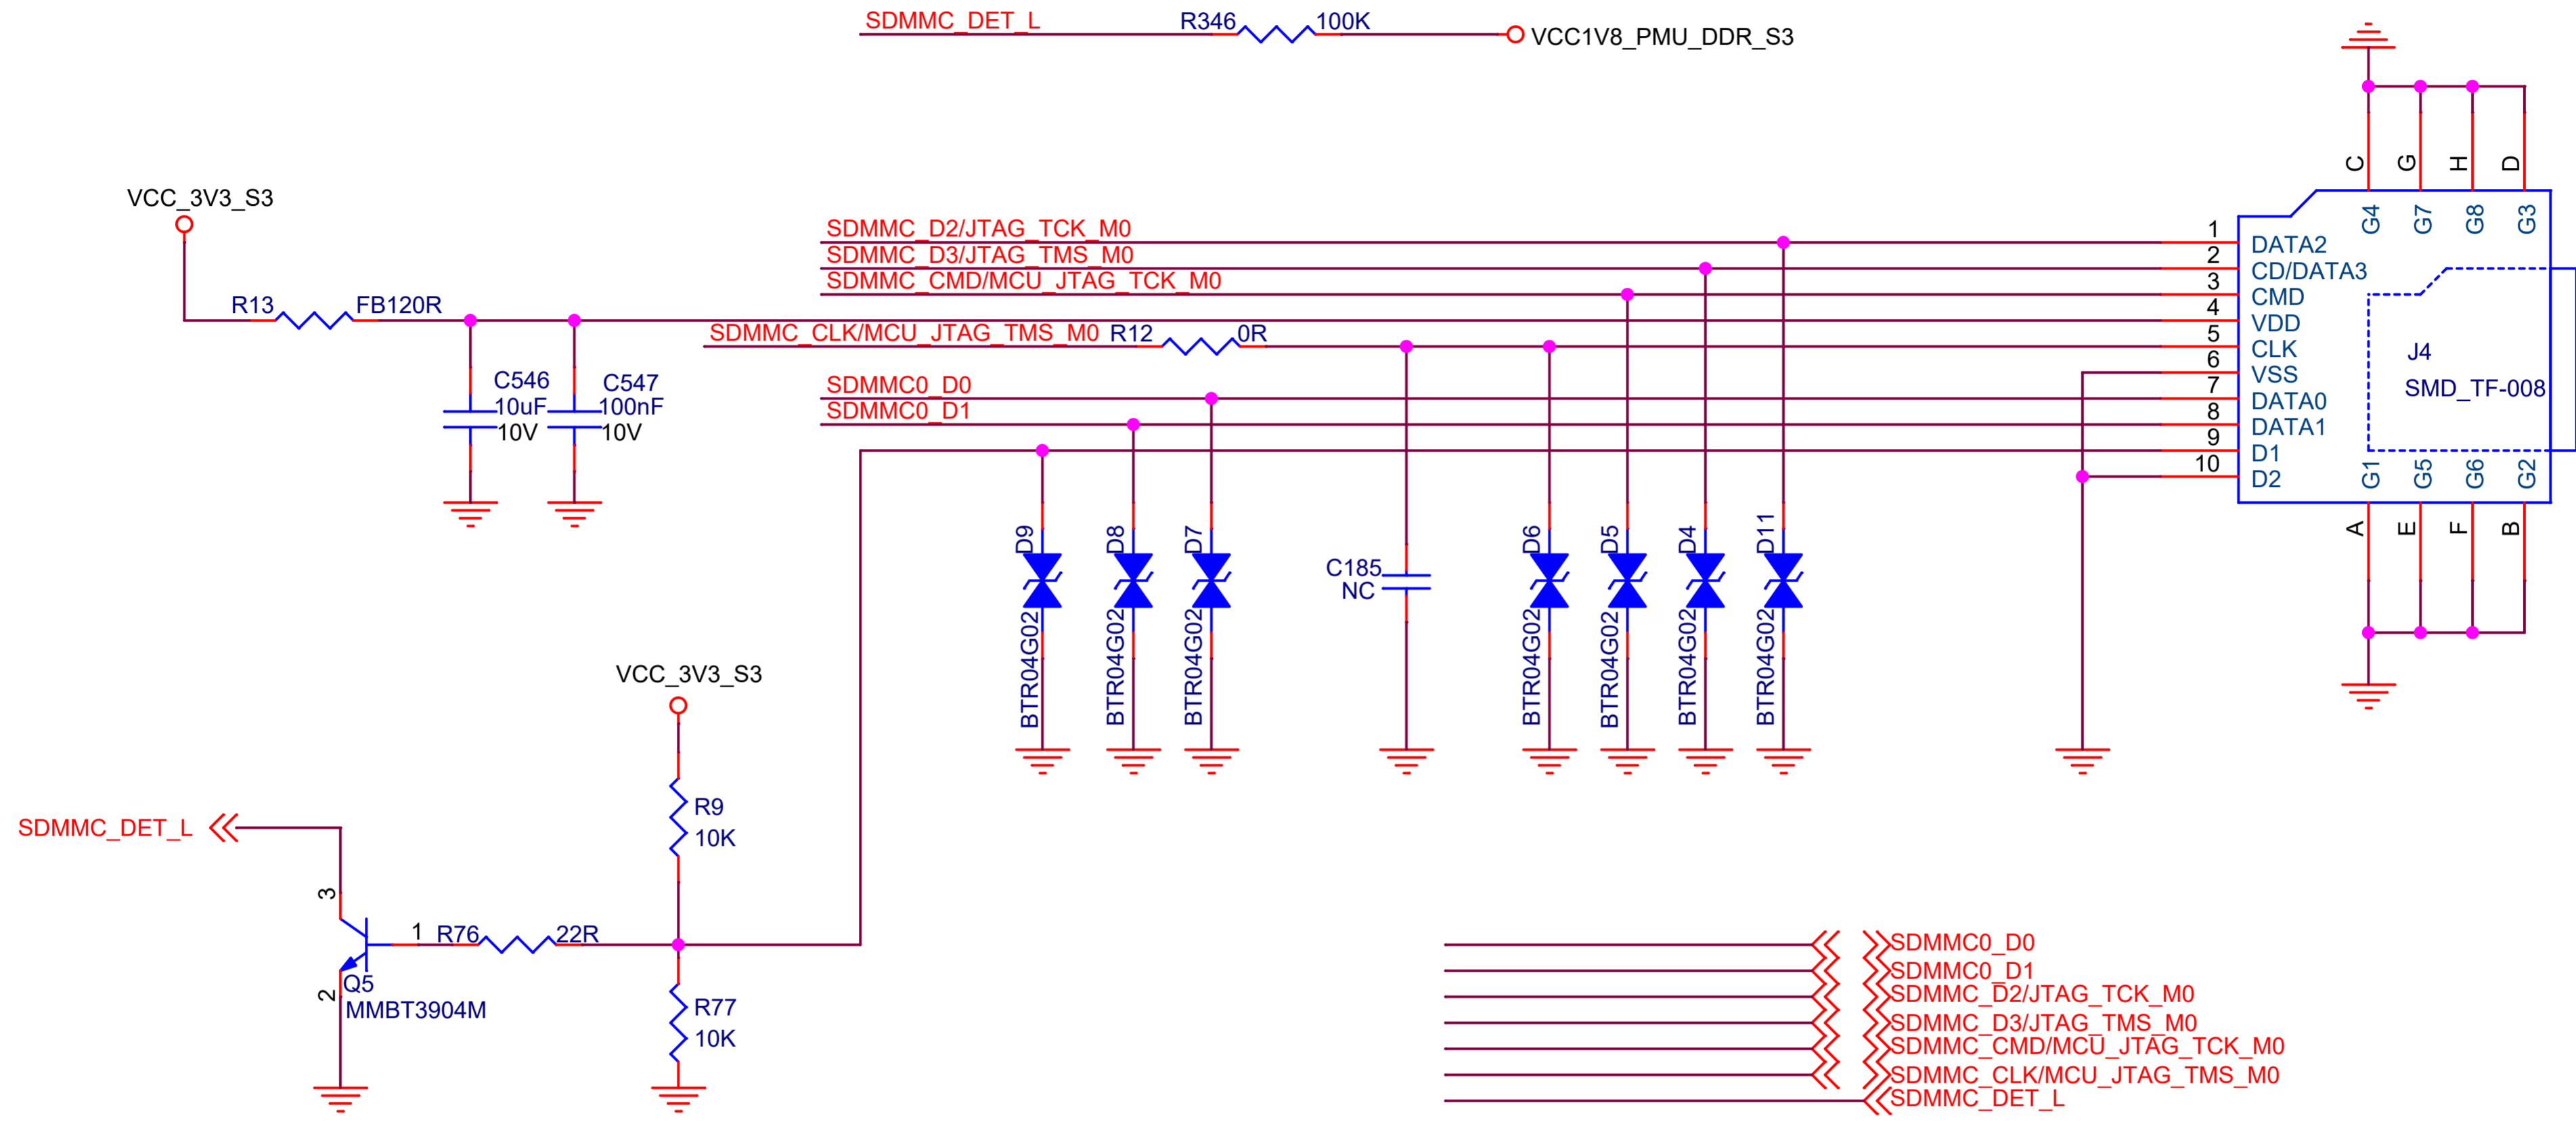 SDMMC_DET_L R346 100K VCC1V8_PMU_DDR_S3
C G H D
G4 G7 G8 G3
VCC_3V3_S3
R13 FB120R
C546
10uF
10V
C547
100nF
10V
SDMMC_D2/JTAG_TCK_M0
SDMMC_D3/JTAG_TMS_M0
SDMMC_CMD/MCU_JTAG_TCK_M0
SDMMC_CLK/MCU_JTAG_TMS_M0 R12 0R
SDMMC0_D0
SDMMC0_D1
1 DATA2
2 CD/DATA3
3 CMD
4 VDD
5 CLK
6 VSS
7 DATA0
8 DATA1
9 D1
10 D2
J4
SMD_TF-008
G1 G5 G6 G2
A E F B
D9 BTR04G02
D8 BTR04G02
D7 BTR04G02
C185
NC
D6 BTR04G02
D5 BTR04G02
D4 BTR04G02
D11 BTR04G02
VCC_3V3_S3
R9
10K
SDMMC_DET_L
3
1 R76 22R
2
Q5
MMBT3904M
R77
10K
SDMMC0_D0
SDMMC0_D1
SDMMC_D2/JTAG_TCK_M0
SDMMC_D3/JTAG_TMS_M0
SDMMC_CMD/MCU_JTAG_TCK_M0
SDMMC_CLK/MCU_JTAG_TMS_M0
SDMMC_DET_L